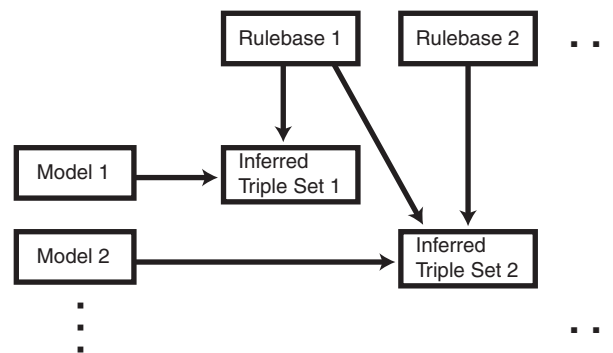 Rulebase 1
Rulebase 2
Model 1
Inferred
Triple Set 1
Model 2
Inferred
Triple Set 2